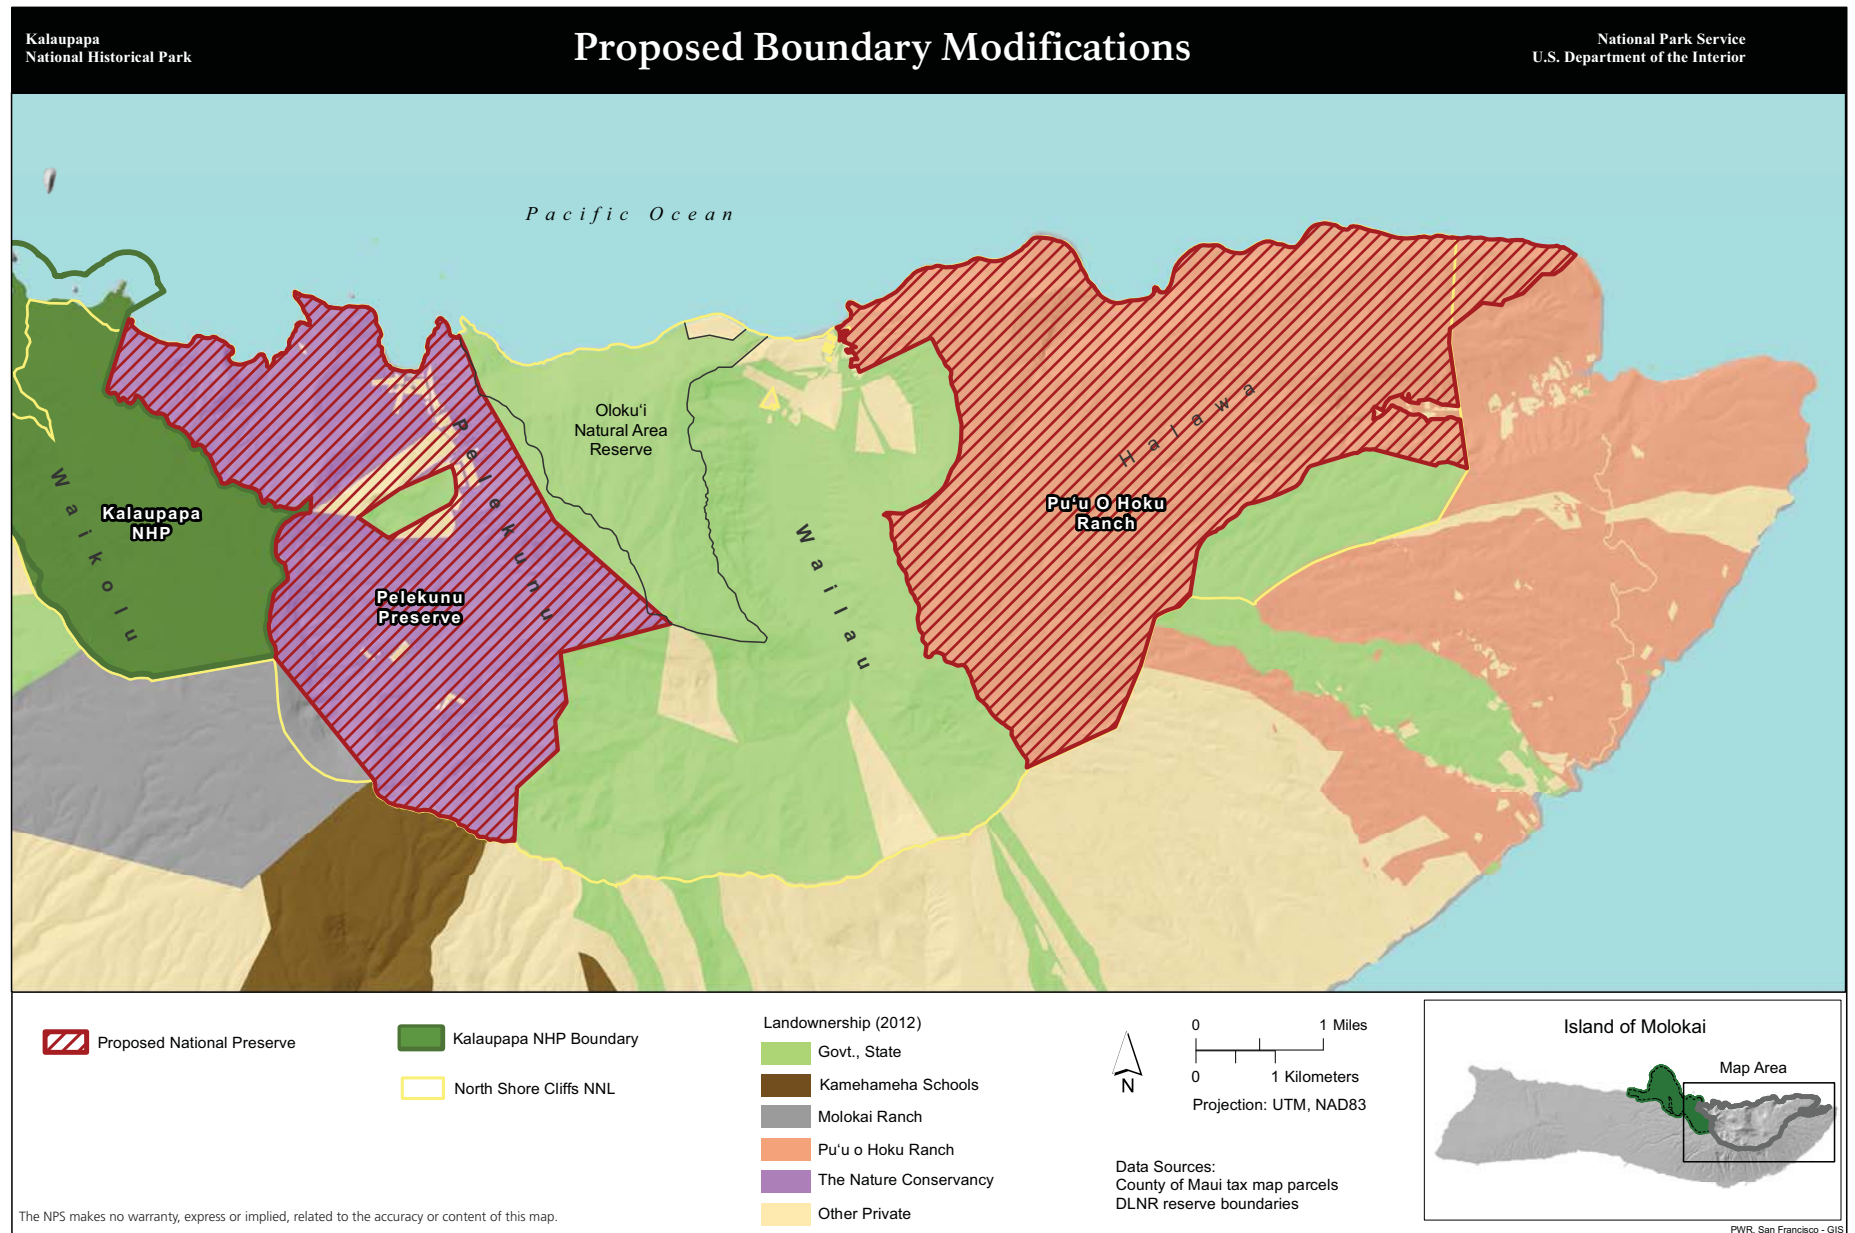 Kalaupapa
National Historical Park
Proposed Boundary Modifications
National Park Service
U.S. Department of the Interior
Pacific Ocean
Oloku‘i
Natural Area
Reserve
Pelekunu
Halawa
Waikolu
Kalaupapa
NHP
Pu‘u O Hoku
Ranch
Wailau
Pelekunu
Preserve
Proposed National Preserve
Kalaupapa NHP Boundary
North Shore Cliffs NNL
Landownership (2012)
Govt., State
Kamehameha Schools
Molokai Ranch
Pu‘u o Hoku Ranch
The Nature Conservancy
Other Private
N
0 1 Miles
0 1 Kilometers
Projection: UTM, NAD83
Data Sources:
County of Maui tax map parcels
DLNR reserve boundaries
Island of Molokai
Map Area
The NPS makes no warranty, express or implied, related to the accuracy or content of this map.
PWR, San Francisco - GIS